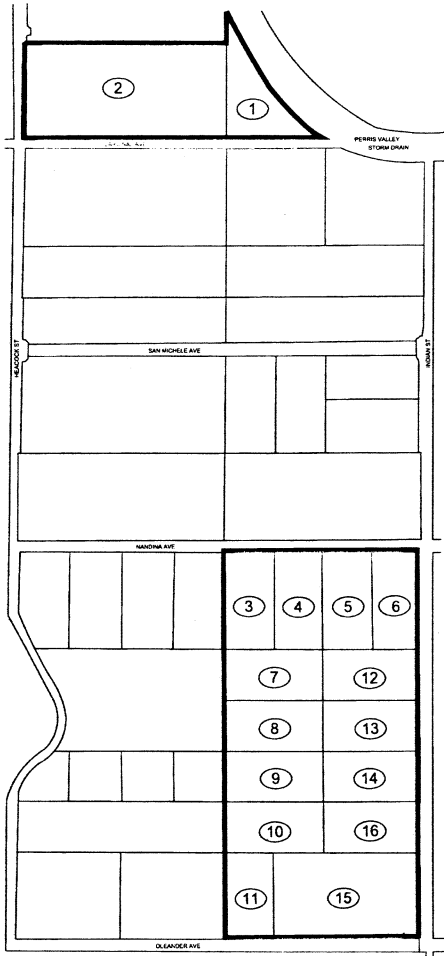 2
1
PERRIS VALLEY
STORM DRAIN
HEACOCK ST
SAN MICHELE AVE
INDIAN ST
NANDINA AVE
3 4 5 6
7 12
8 13
9 14
10 16
11 15
OLEANDER AVE